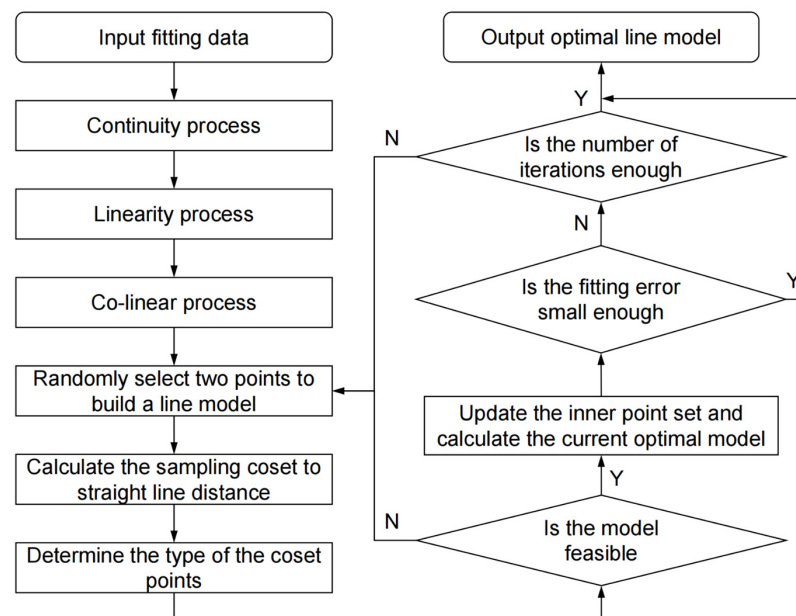 Input fitting data
Continuity process
Linearity process
Co-linear process
Randomly select two points to
build a line model
Calculate the sampling coset to
straight line distance
Determine the type of the coset
points
Output optimal line model
Y
N
Is the number of
iterations enough
N
Is the fitting error
small enough
Y
Update the inner point set and
calculate the current optimal model
Y
N
Is the model
feasible